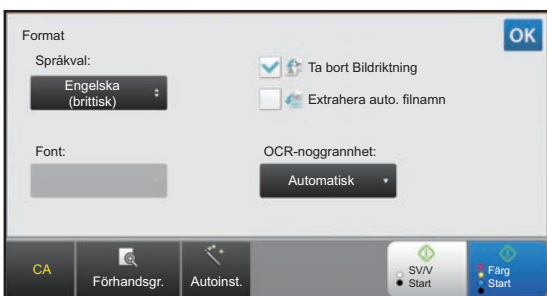 Format
OK
Språkval:
Engelska
(brittisk)
Ta bort Bildriktning
Extrahera auto. filnamn
Font:
OCR-noggrannhet:
Automatisk
CA
Förhandsgr.
Autoinst.
SV/V
Start
Färg
Start